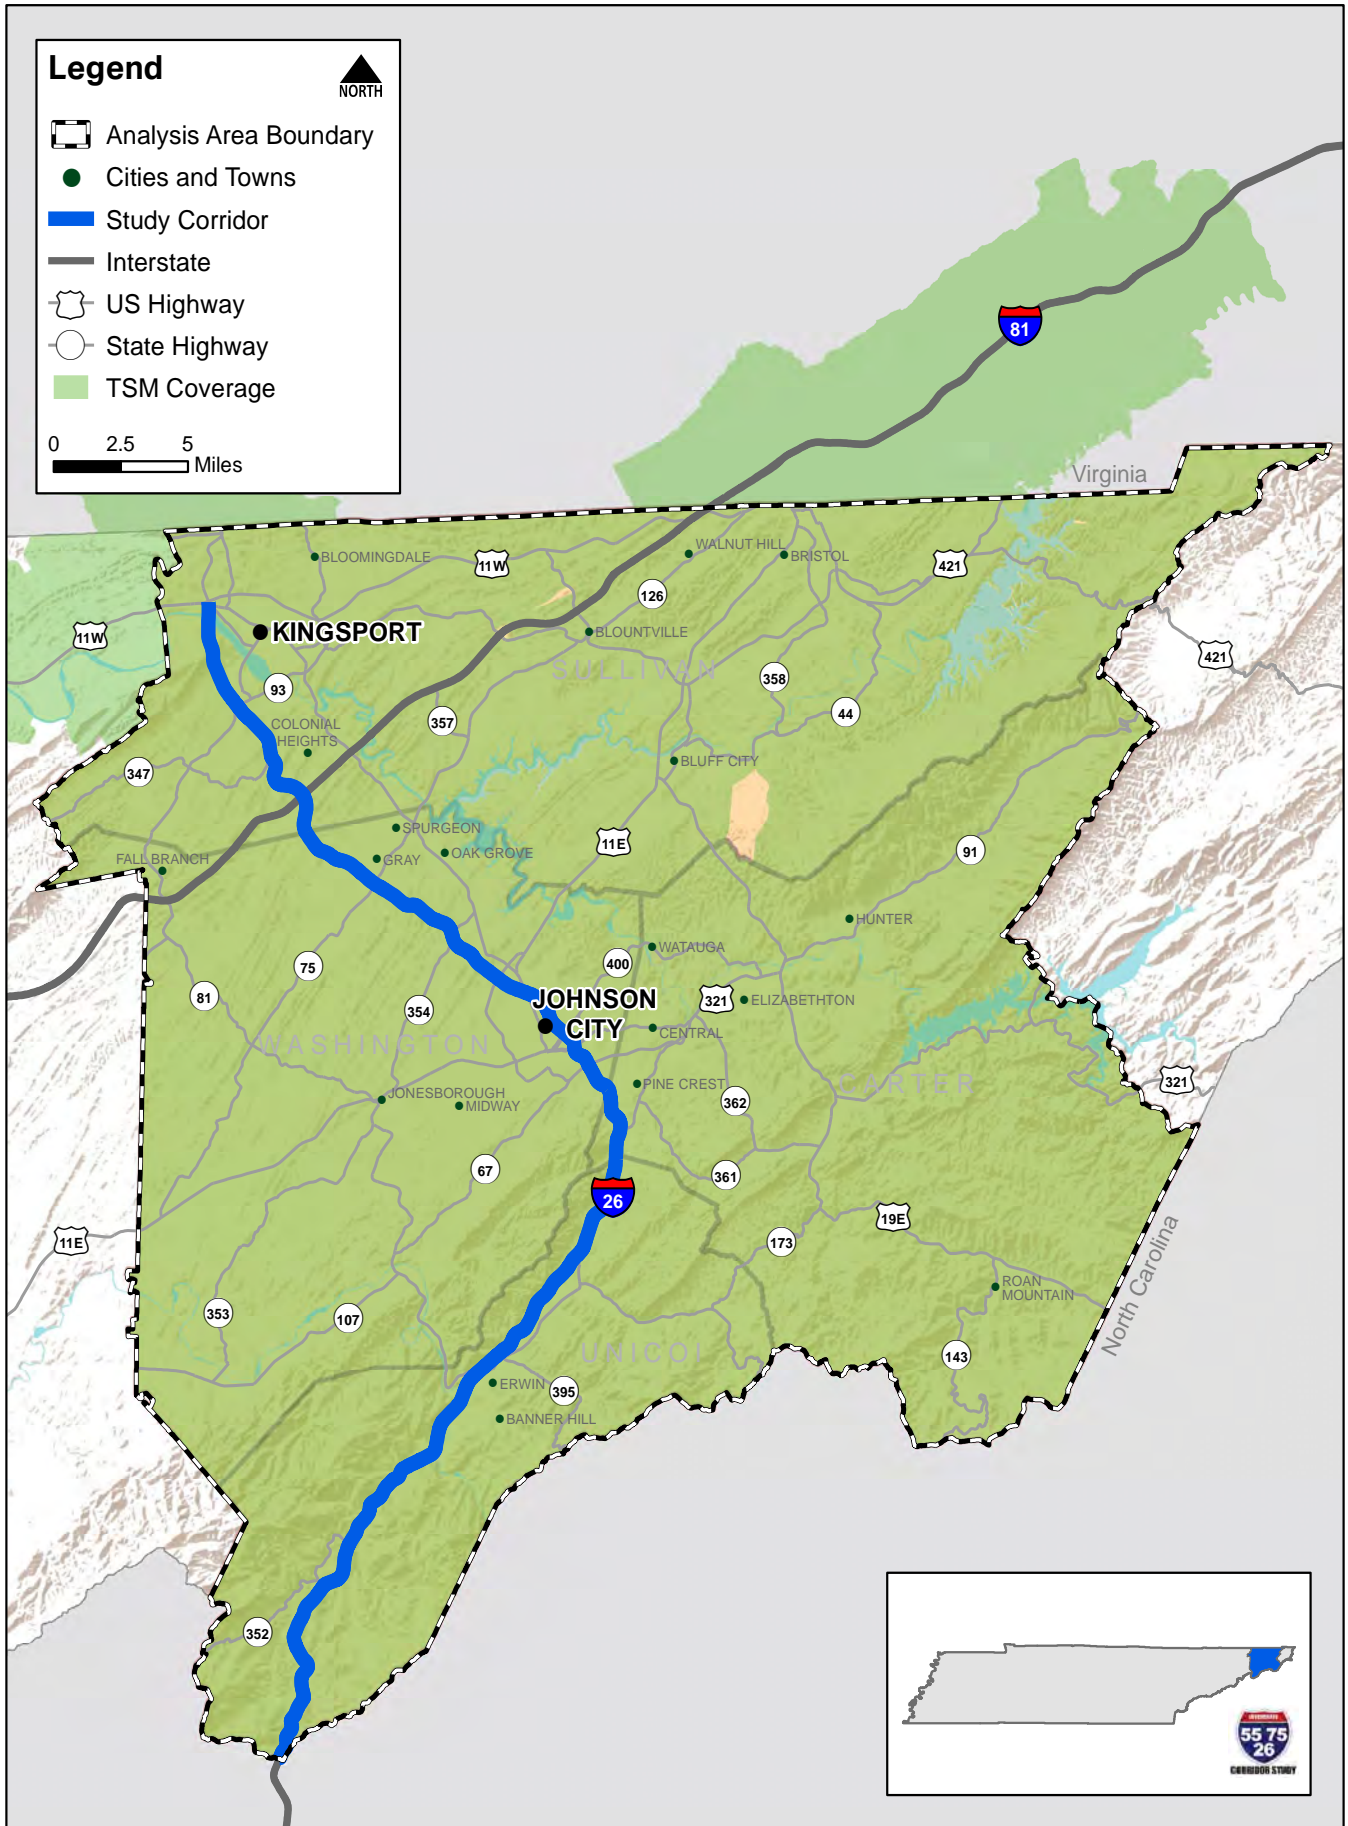 Legend
NORTH
Analysis Area Boundary
Cities and Towns
Study Corridor
Interstate
US Highway
State Highway
TSM Coverage
0 2.5 5
Miles
81
Virginia
BLOOMINGDALE
11W
WALNUT HILL
BRISTOL
421
126
11W
KINGSPORT
BLOUNTVILLE
SULLIVAN
421
93
358
357
44
COLONIAL
HEIGHTS
BLUFF CITY
347
SPURGEON
11E
GRAY
OAK GROVE
91
FALL BRANCH
HUNTER
WATAUGA
75
400
81
354
321
ELIZABETHTON
JOHNSON
CITY
CENTRAL
WASHINGTON
CARTER
321
PINE CREST
JONESBOROUGH
MIDWAY
362
67
361
26
19E
11E
173
North Carolina
ROAN
MOUNTAIN
353
107
UNICOI
143
ERWIN
395
BANNER HILL
352
55 75
26
CORRIDOR STUDY